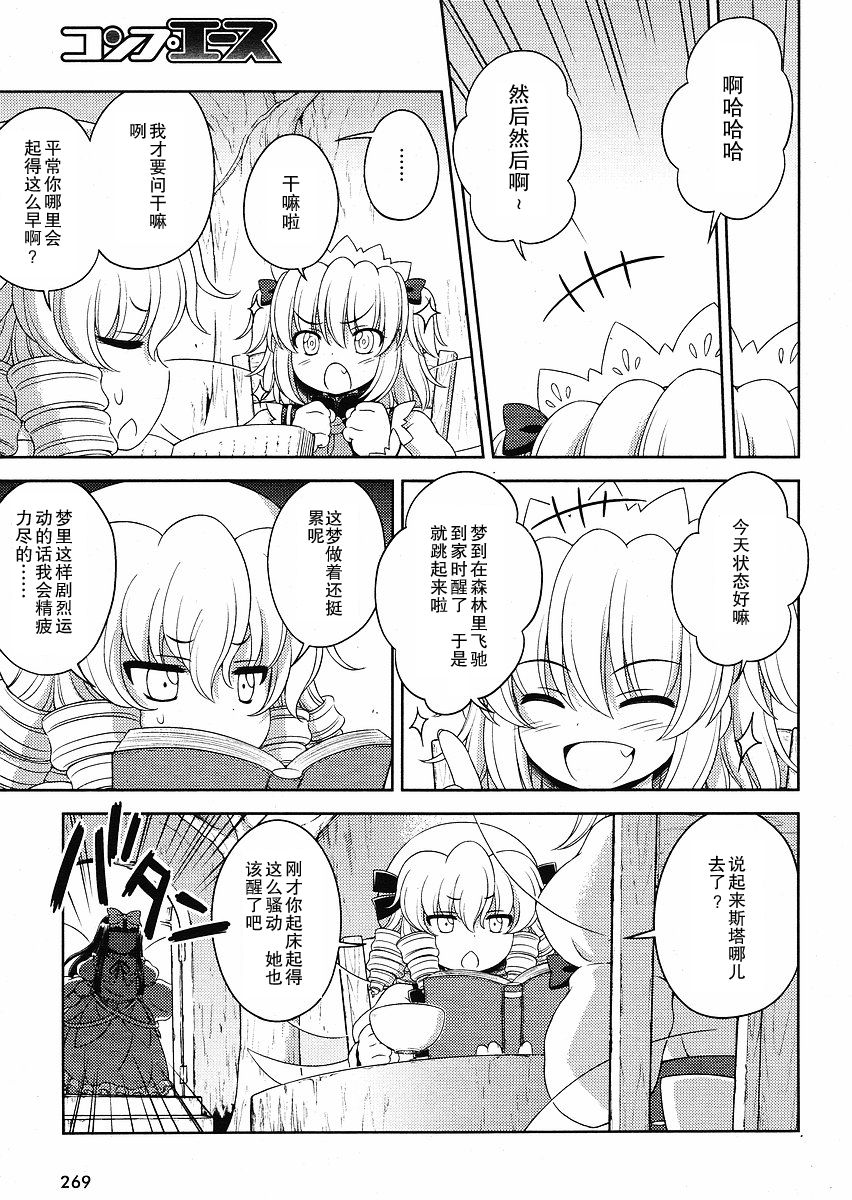 コンプエース
啊哈哈哈
然后然后啊~
……
干嘛啦
我才要问干嘛
咧
平常你哪里会
起得这么早啊？
今天状态好嘛
梦到在森林里飞驰
到家时醒了 于是
就跳起来啦
这梦做着还挺
累呢
梦里这样剧烈运
动的话我会精疲
力尽的……
说起来斯塔哪儿
去了？
刚才你起床起得
这么骚动 她也
该醒了吧
バターン
269